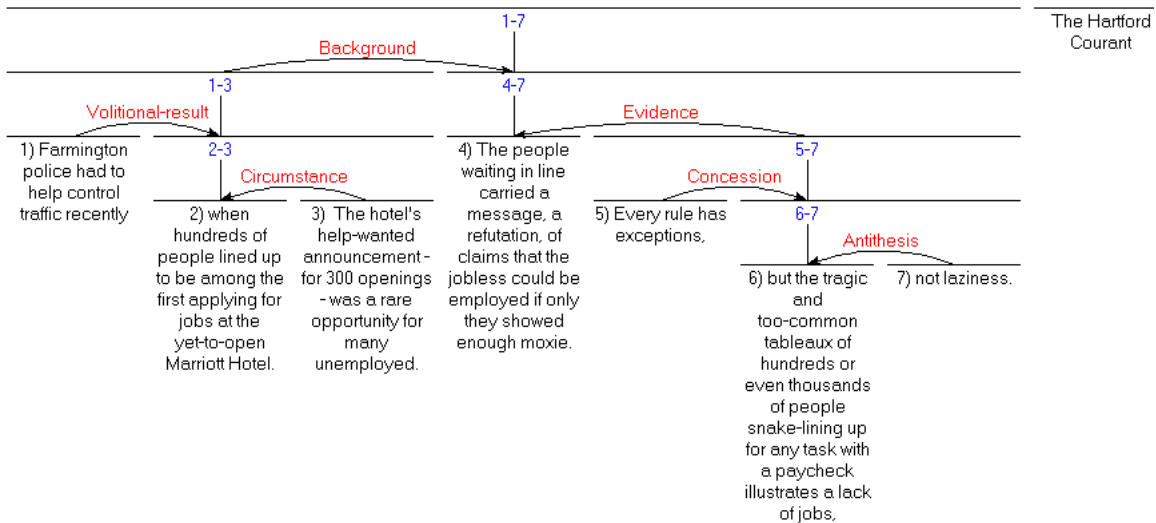 1-7
The Hartford
Courant
Background
1-3
4-7
Volitional-result
Evidence
2-3
5-7
1) Farmington
police had to
help control
traffic recently
Circumstance
2) when
hundreds of
people lined up
to be among the
first applying for
jobs at the
yet-to-open
Marriott Hotel.
3) The hotel's
help-wanted
announcement -
for 300 openings
- was a rare
opportunity for
many
unemployed.
4) The people
waiting in line
carried a
message, a
refutation, of
claims that the
jobless could be
employed if only
they showed
enough moxie.
Concession
6-7
5) Every rule has
exceptions,
Antithesis
6) but the tragic
and
too-common
tableaux of
hundreds or
even thousands
of people
snake-lining up
for any task with
a paycheck
illustrates a lack
of jobs,
7) not laziness.